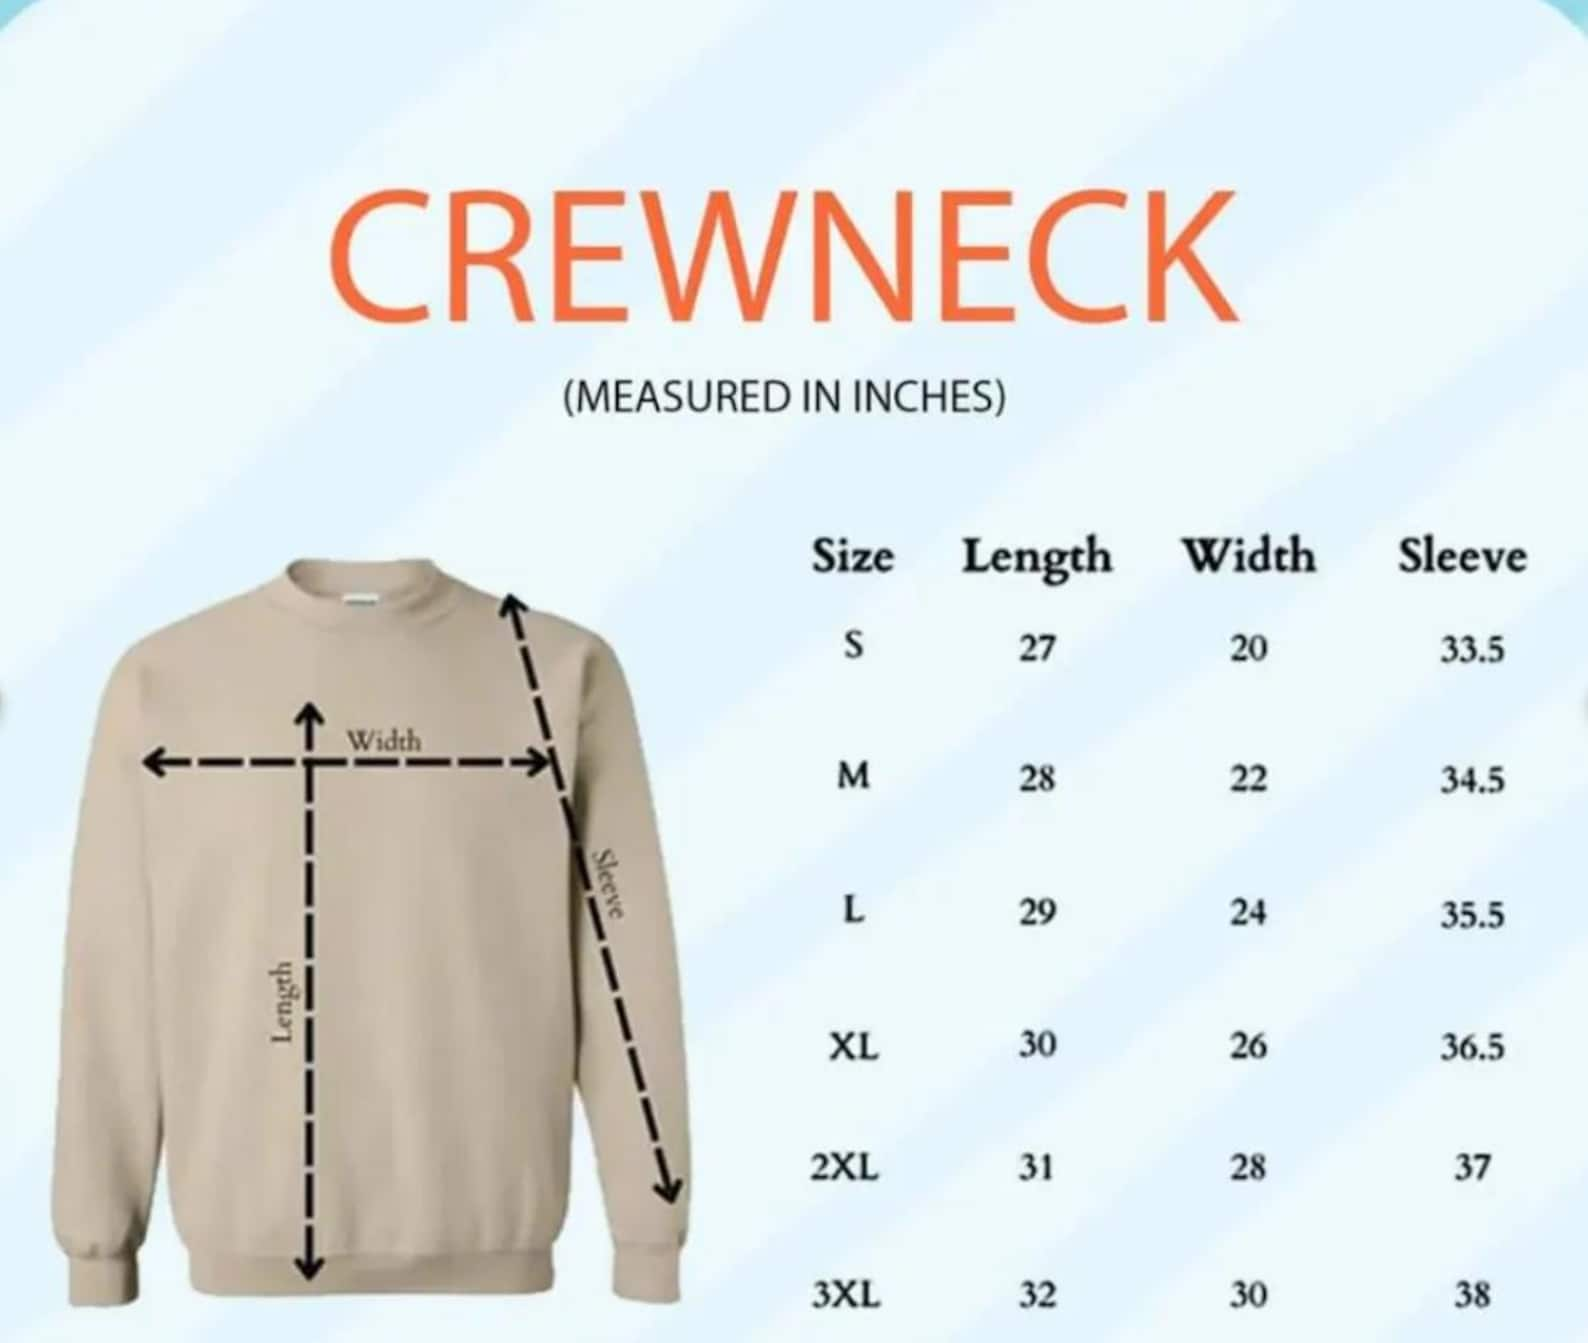 CREWNECK
(MEASURED IN INCHES)
Size Length Width Sleeve
S 27 20 33.5
M 28 22 34.5
L 29 24 35.5
XL 30 26 36.5
2XL 31 28 37
3XL 32 30 38
Width
Sleeve
Length